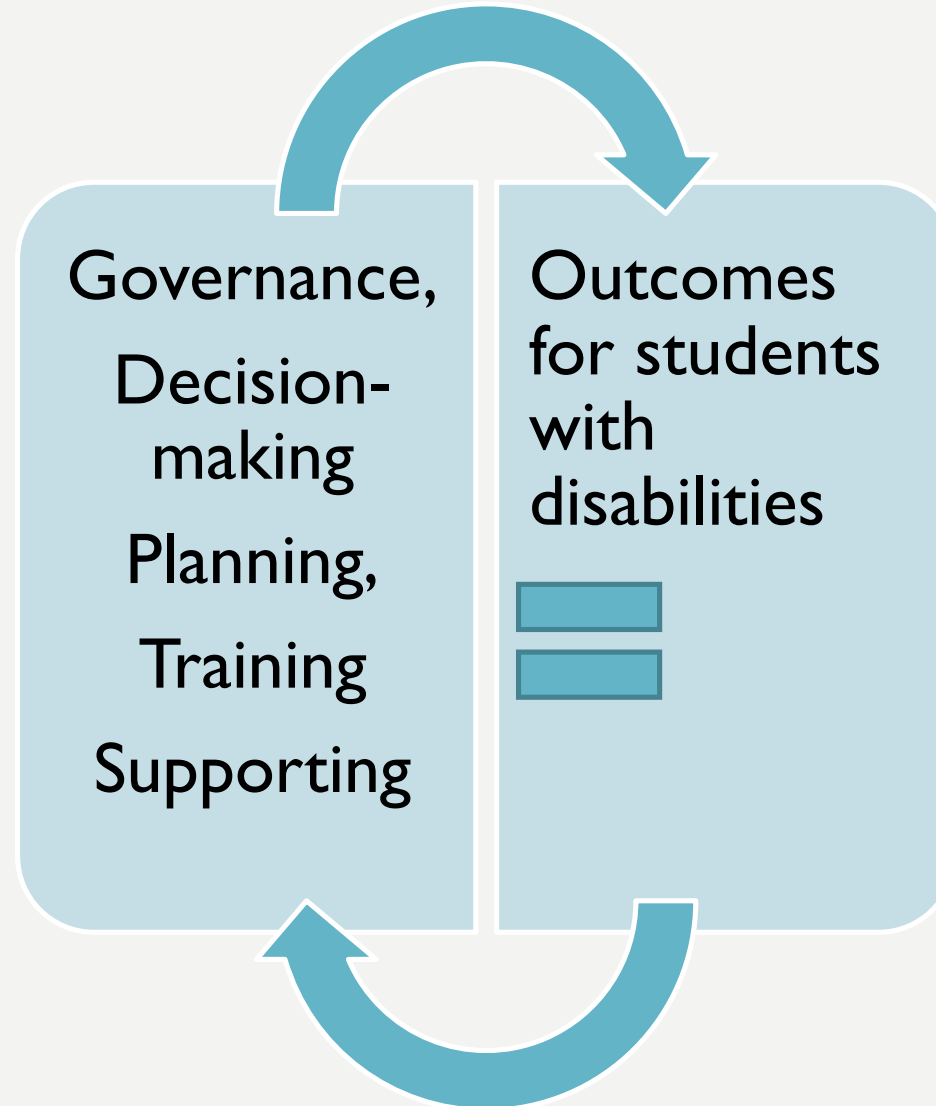 Governance,
Decision-
making
Planning,
Training
Supporting
Outcomes
for students
with
disabilities